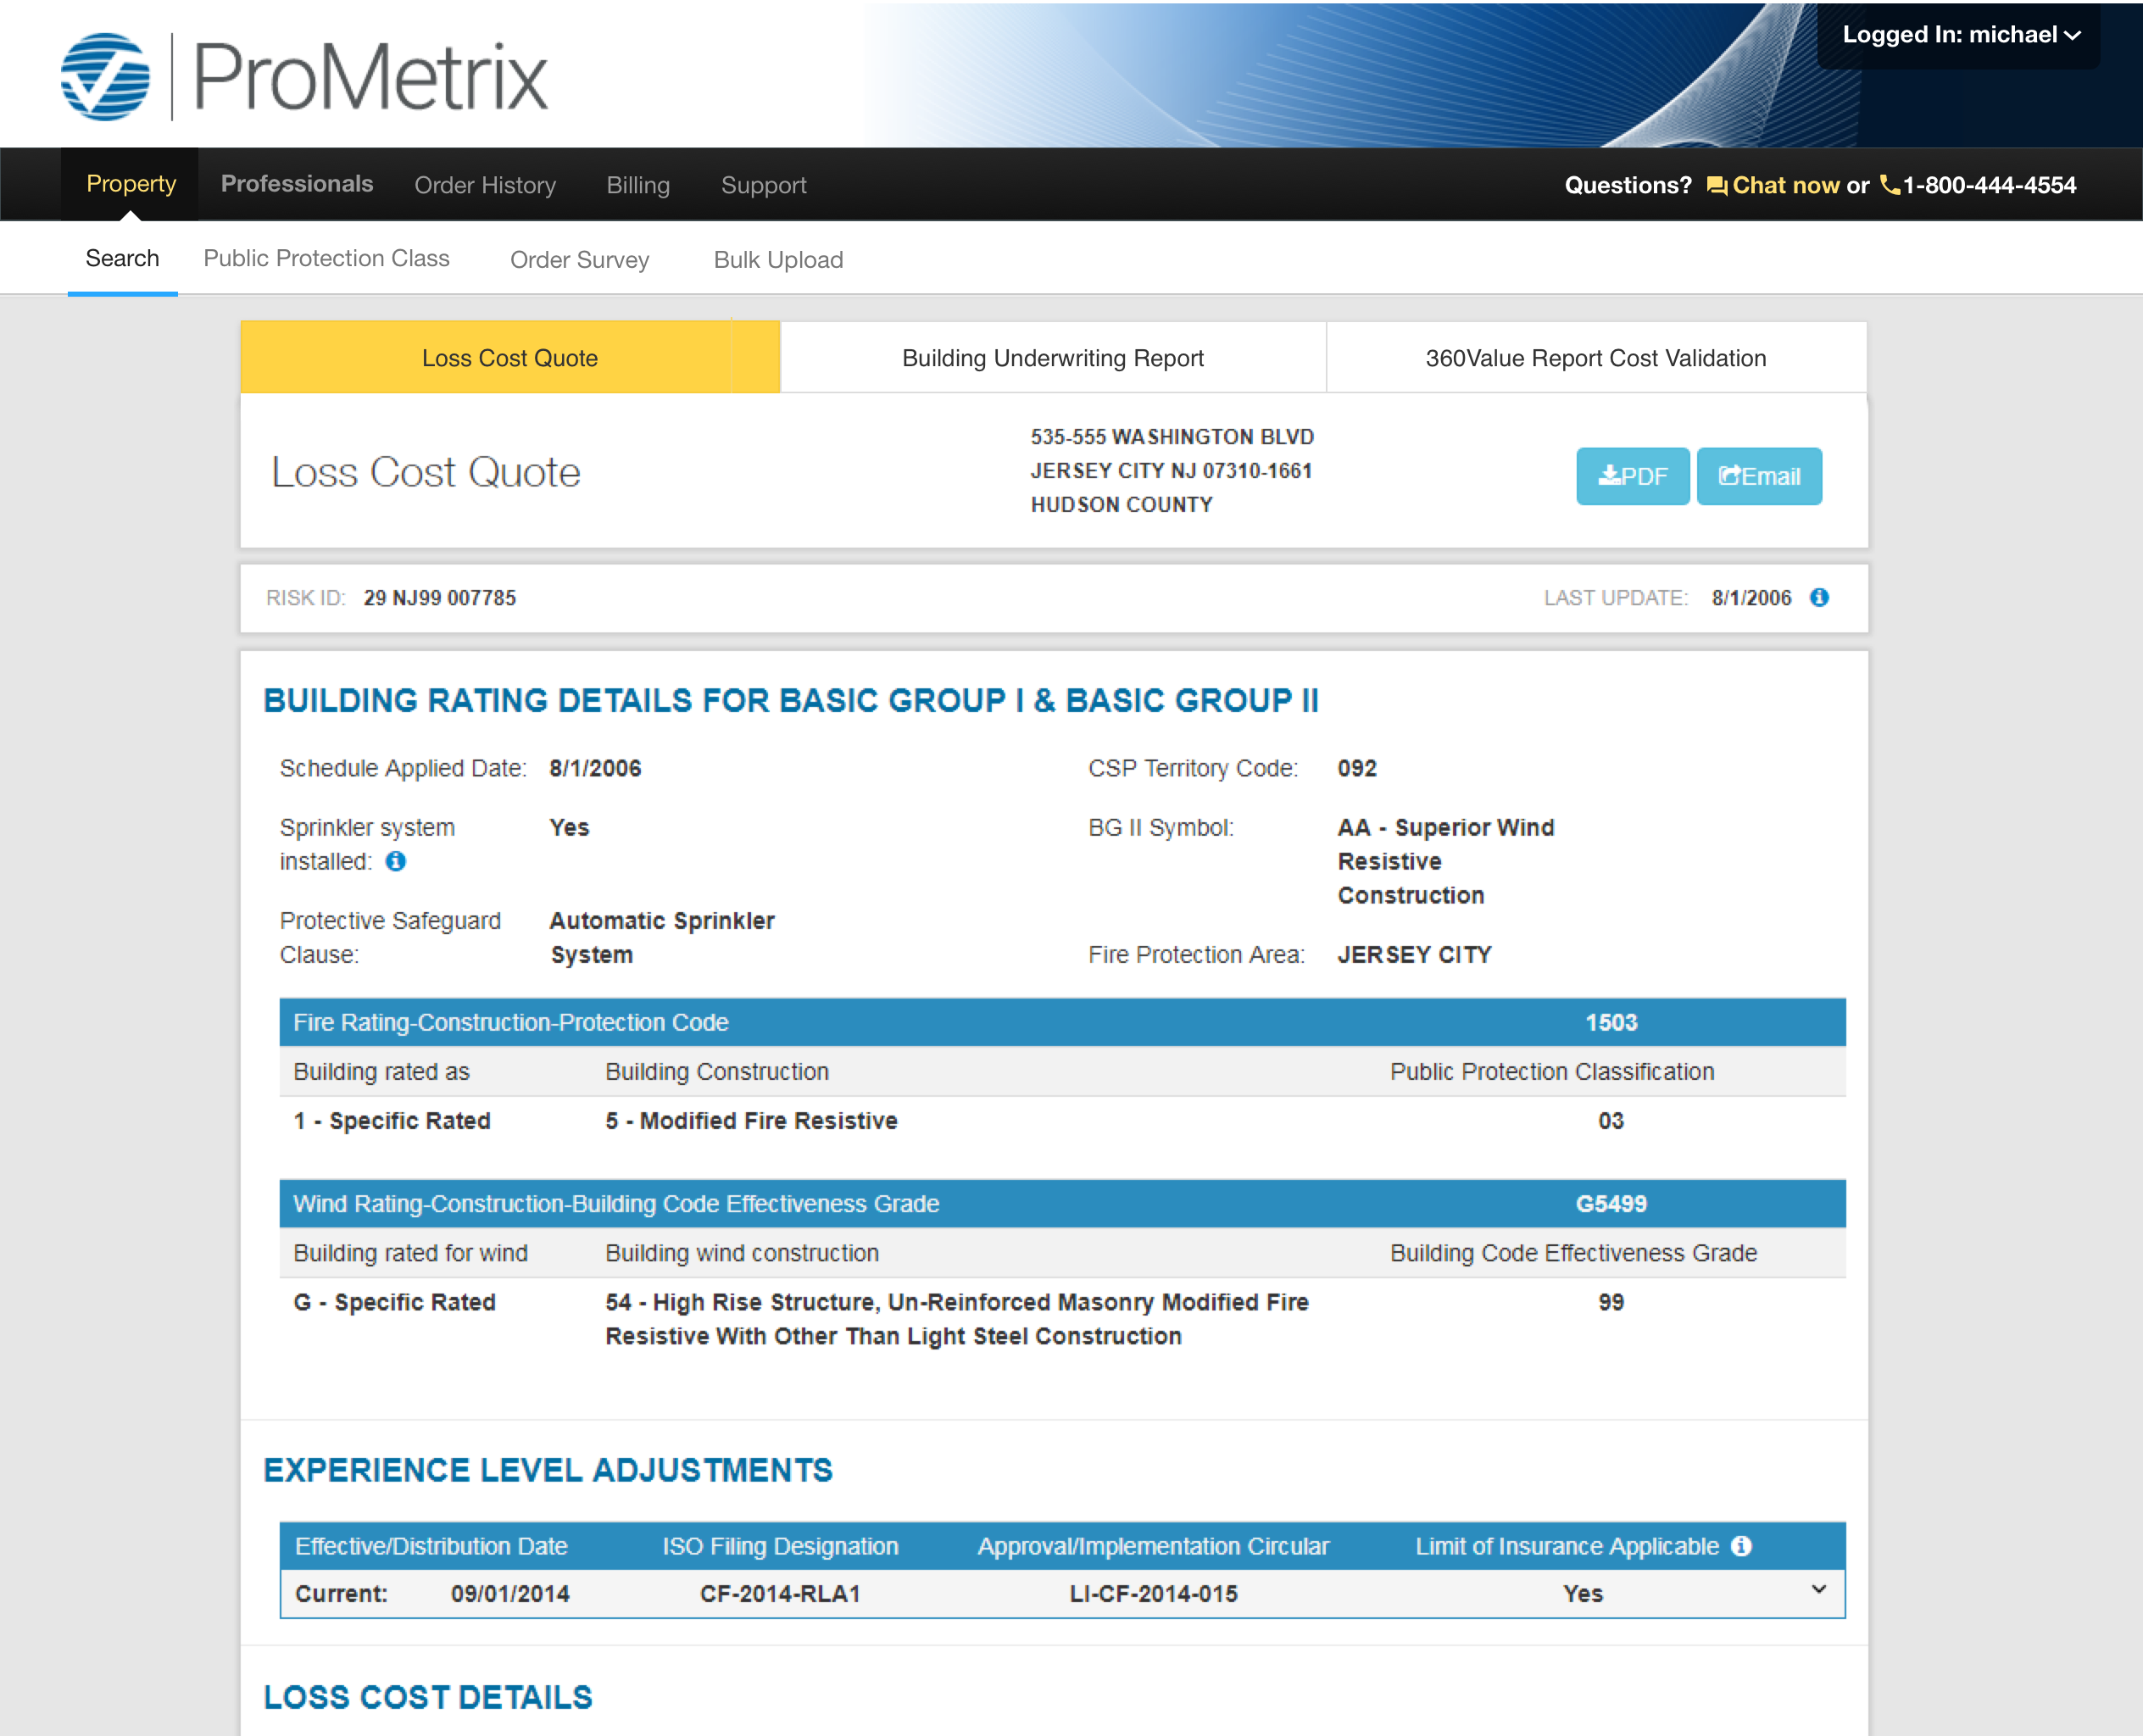 ProMetrix
Logged In: michael
Property Professionals Order History Billing Support Questions? Chat now or 1-800-444-4554
Search Public Protection Class Order Survey Bulk Upload
Loss Cost Quote Building Underwriting Report 360Value Report Cost Validation
Loss Cost Quote
535-555 WASHINGTON BLVD
JERSEY CITY NJ 07310-1661
HUDSON COUNTY
PDF Email
RISK ID: 29 NJ99 007785 LAST UPDATE: 8/1/2006
BUILDING RATING DETAILS FOR BASIC GROUP I & BASIC GROUP II
Schedule Applied Date: 8/1/2006 CSP Territory Code: 092
Sprinkler system installed: Yes
BG II Symbol: AA - Superior Wind
Resistive
Construction
Protective Safeguard Automatic Sprinkler
Clause: System Fire Protection Area: JERSEY CITY
Fire Rating-Construction-Protection Code 1503
Building rated as Building Construction Public Protection Classification
1 - Specific Rated 5 - Modified Fire Resistive 03
Wind Rating-Construction-Building Code Effectiveness Grade G5499
Building rated for wind Building wind construction Building Code Effectiveness Grade
G - Specific Rated 54 - High Rise Structure, Un-Reinforced Masonry Modified Fire 99
Resistive With Other Than Light Steel Construction
EXPERIENCE LEVEL ADJUSTMENTS
Effective/Distribution Date ISO Filing Designation Approval/Implementation Circular Limit of Insurance Applicable
Current: 09/01/2014 CF-2014-RLA1 LI-CF-2014-015 Yes
LOSS COST DETAILS